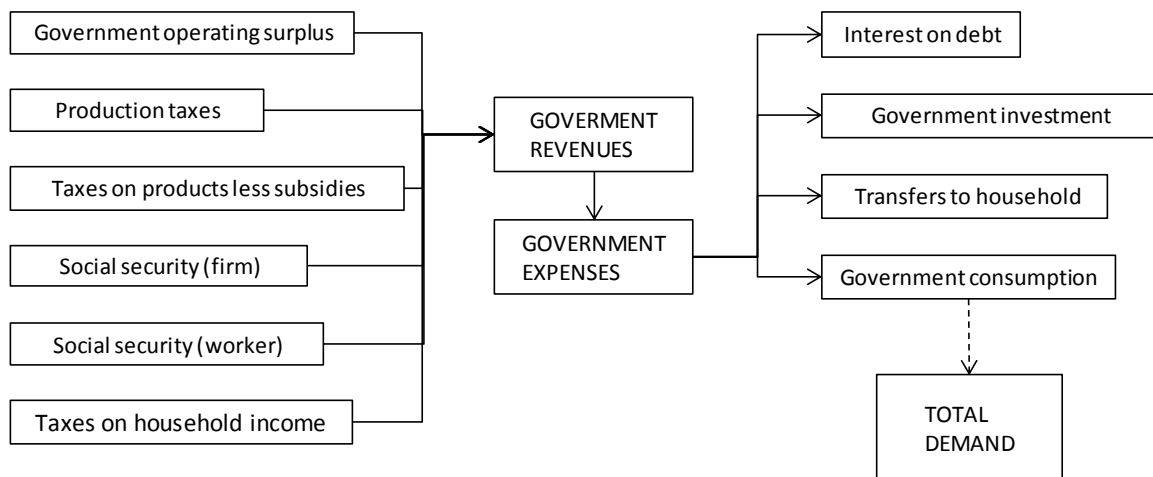 Government operating surplus
Production taxes
Taxes on products less subsidies
Social security (firm)
Social security (worker)
Taxes on household income
GOVERMENT
REVENUES
GOVERNMENT
EXPENSES
Interest on debt
Government investment
Transfers to household
Government consumption
TOTAL
DEMAND